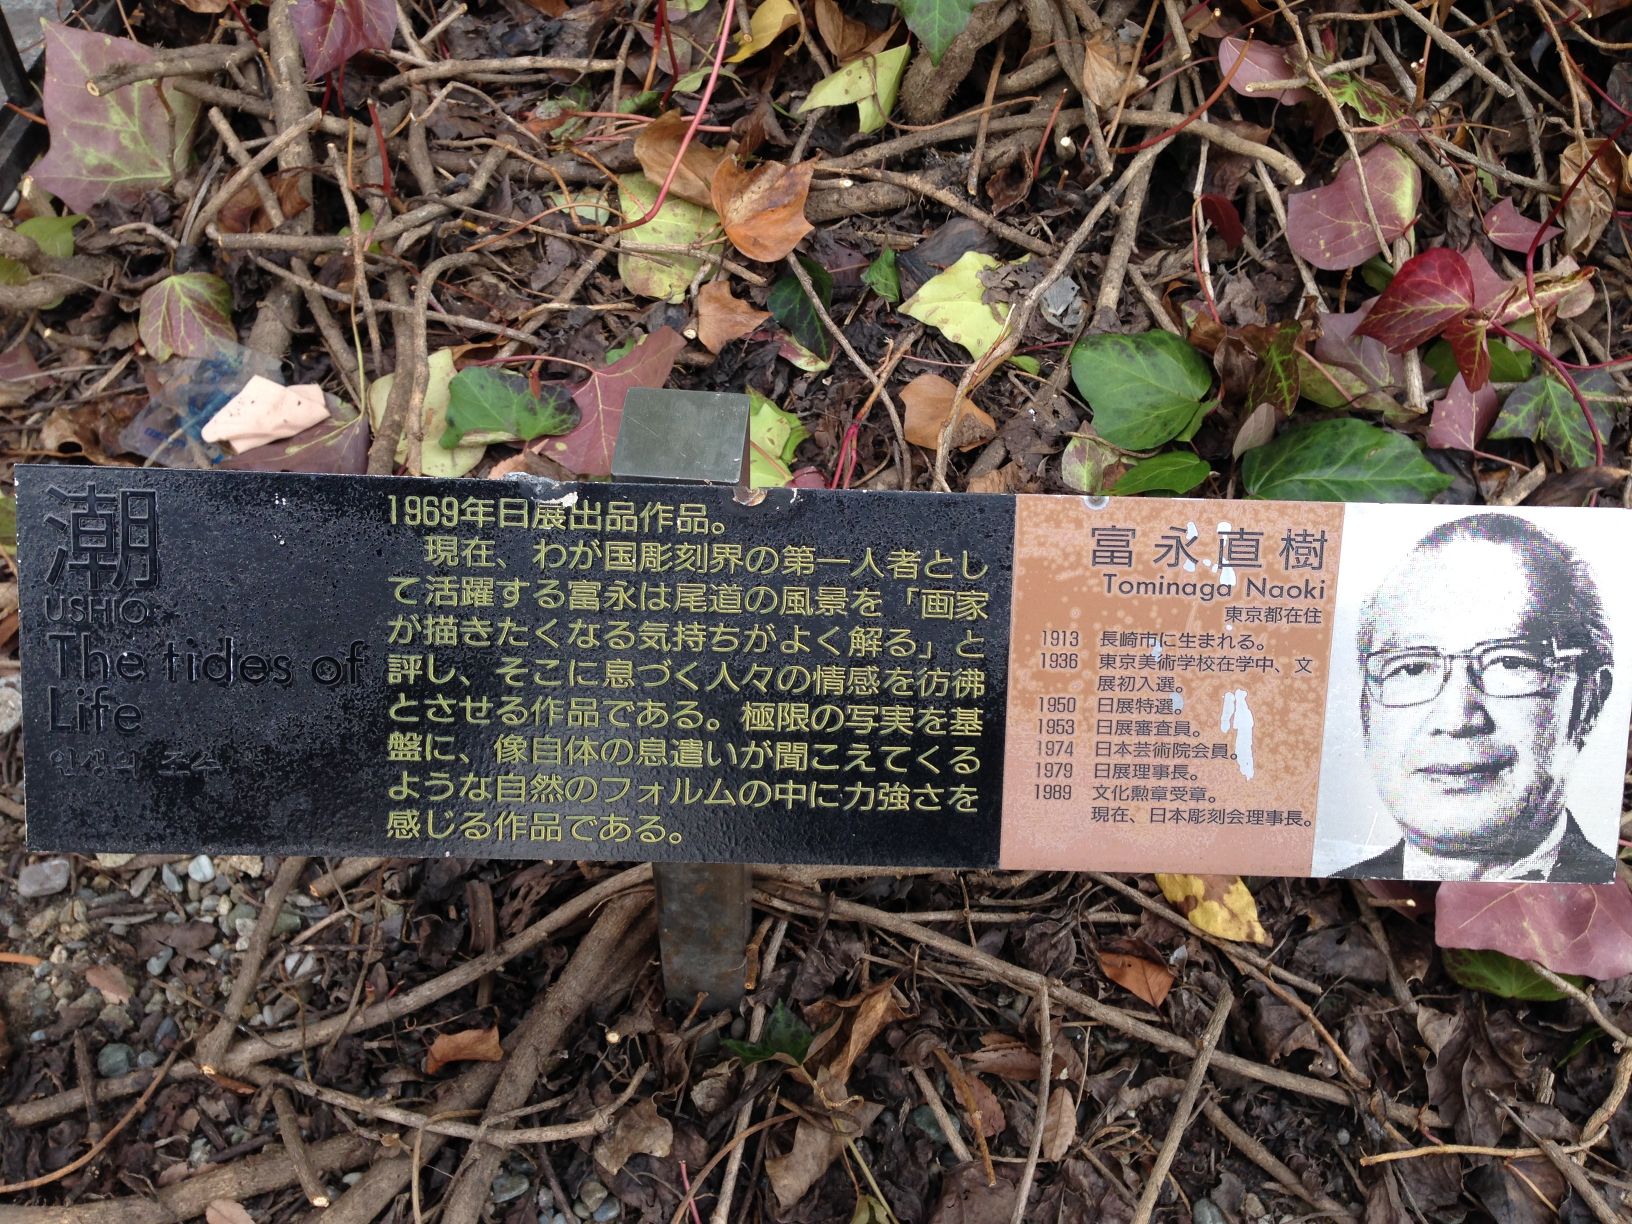 潮
USHIO
The tides of
Life
인생의 조수
1969年日展出品作品。
現在、わが国彫刻界の第一人者とし
て活躍する富永は尾道の風景を「画家
が描きたくなる気持ちがよく解る」と
評し、そこに息づく人々の情感を彷彿
とさせる作品である。極限の写実を基
盤に、像自体の息遣いが聞こえてくる
ような自然のフォルムの中に力強さを
感じる作品である。
富永直樹
Tominaga Naoki
東京都在住
1913 長崎市に生まれる。
1936 東京美術学校在学中、文
展初入選。
1950 日展特選。
1953 日展審査員。
1974 日本芸術院会員。
1979 日展理事長。
1989 文化勲章受章。
現在、日本彫刻会理事長。